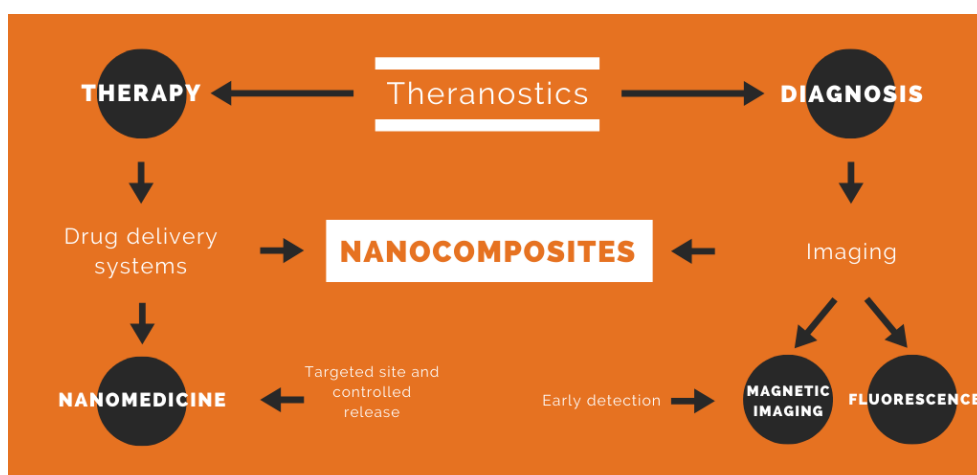 THERAPY
Theranostics
DIAGNOSIS
Drug delivery
systems
NANOCOMPOSITES
Imaging
NANOMEDICINE
Targeted site and
controlled
release
Early detection
MAGNETIC
IMAGING
FLUORESCENCE